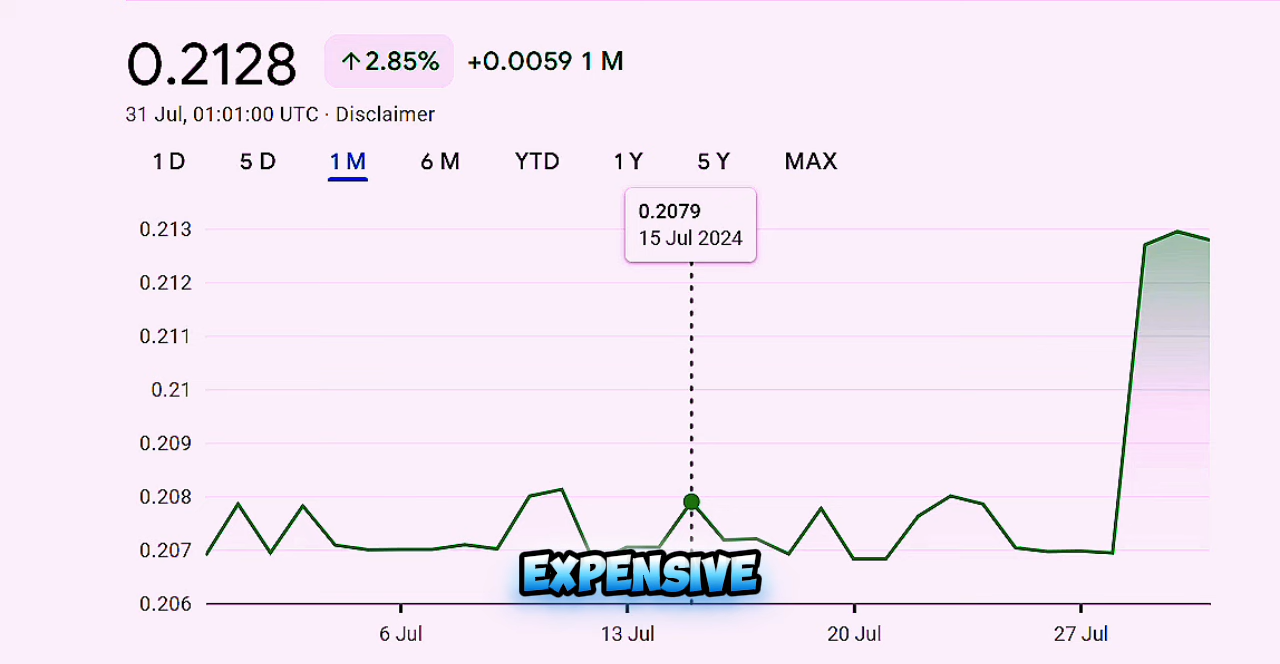 0.2128 ↑2.85% +0.0059 1 M
31 Jul, 01:01:00 UTC · Disclaimer
1 D 5 D 1 M 6 M YTD 1 Y 5 Y MAX
0.2079
15 Jul 2024
0.213
0.212
0.211
0.21
0.209
0.208
0.207
0.206
EXPENSIVE
6 Jul 13 Jul 20 Jul 27 Jul